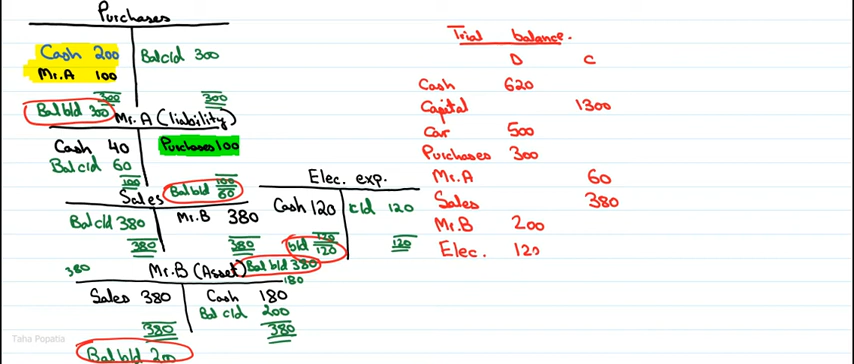 Purchases
Cash 200 Bal c/d 300
Mr. A 100
300 300
Bal b/d 300
Mr. A (liability)
Cash 40 Purchases 100
Bal c/d 60
100 100
Bal b/d 60
Sales
Bal c/d 380 Mr. B 380
380 380
Bal b/d 380
Elec. exp.
Cash 120 c/d 120
120 120
b/d 120
380
Mr. B (Asset)
180
Sales 380 Cash 180
Bal c/d 200
380 380
Bal b/d 200
Trial balance.
D C
Cash 620
Capital 1300
Car 500
Purchases 300
Mr. A 60
Sales 380
Mr. B 200
Elec. 120
Taha Popatia